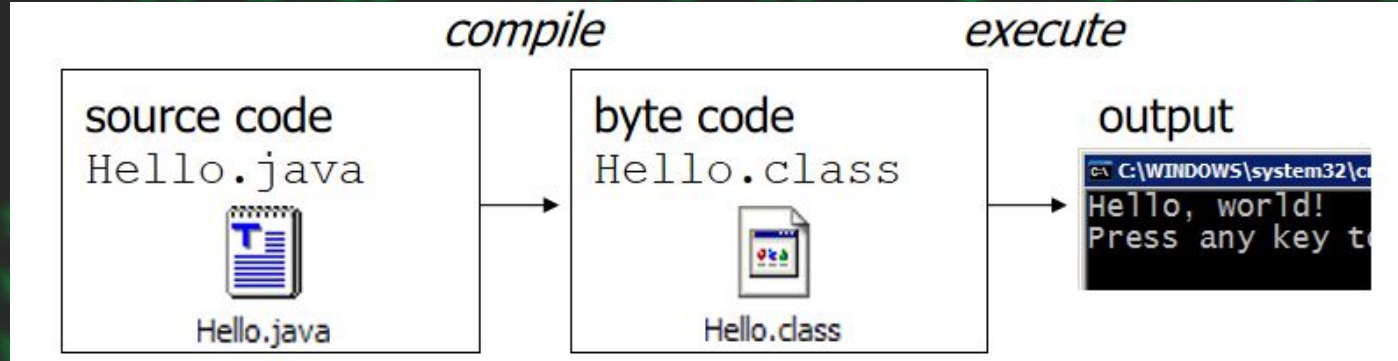 compile
execute
source code
Hello.java
Hello.java
byte code
Hello.class
Hello.class
output
C:\WINDOWS\system32\c
Hello, world!
Press any key t